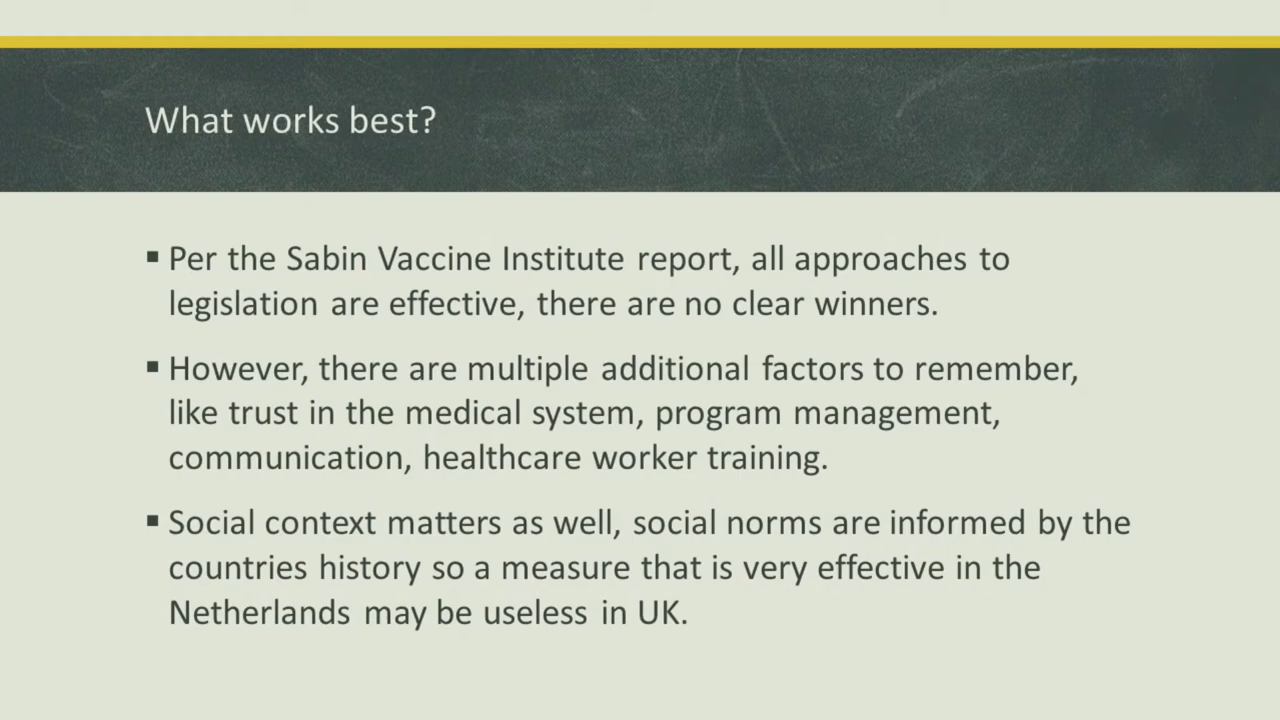 What works best?
▪ Per the Sabin Vaccine Institute report, all approaches to
legislation are effective, there are no clear winners.
▪ However, there are multiple additional factors to remember,
like trust in the medical system, program management,
communication, healthcare worker training.
▪ Social context matters as well, social norms are informed by the
countries history so a measure that is very effective in the
Netherlands may be useless in UK.